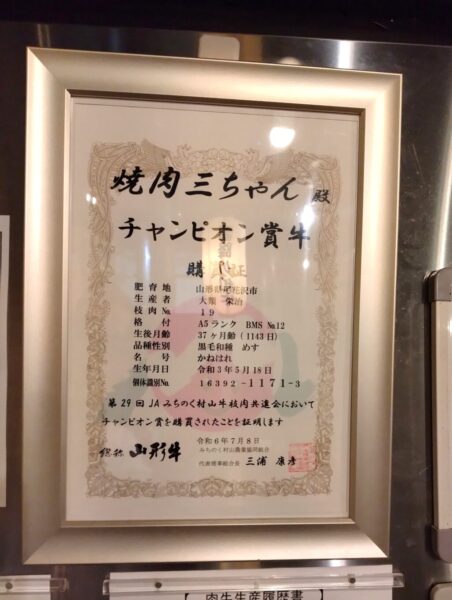 焼肉三ちゃん 殿
チャンピオン賞牛
購入証
肥育地 山形県尾花沢市
生産者 大類 栄治
枝肉No. 19
格付 A5ランク BMS No.12
生後月齢 37ヶ月齢(1143日)
品種性別 黒毛和種 めす
名号 かねはれ
生年月日 令和3年5月18日
個体識別No. 16392-1171-3
第29回JAみちのく村山牛枝肉共進会において
チャンピオン賞を購買されたことを証明します
令和6年7月8日
総称 山形牛
みちのく村山農業協同組合
代表理事組合長 三浦 康彦
【 肉牛生産履歴書